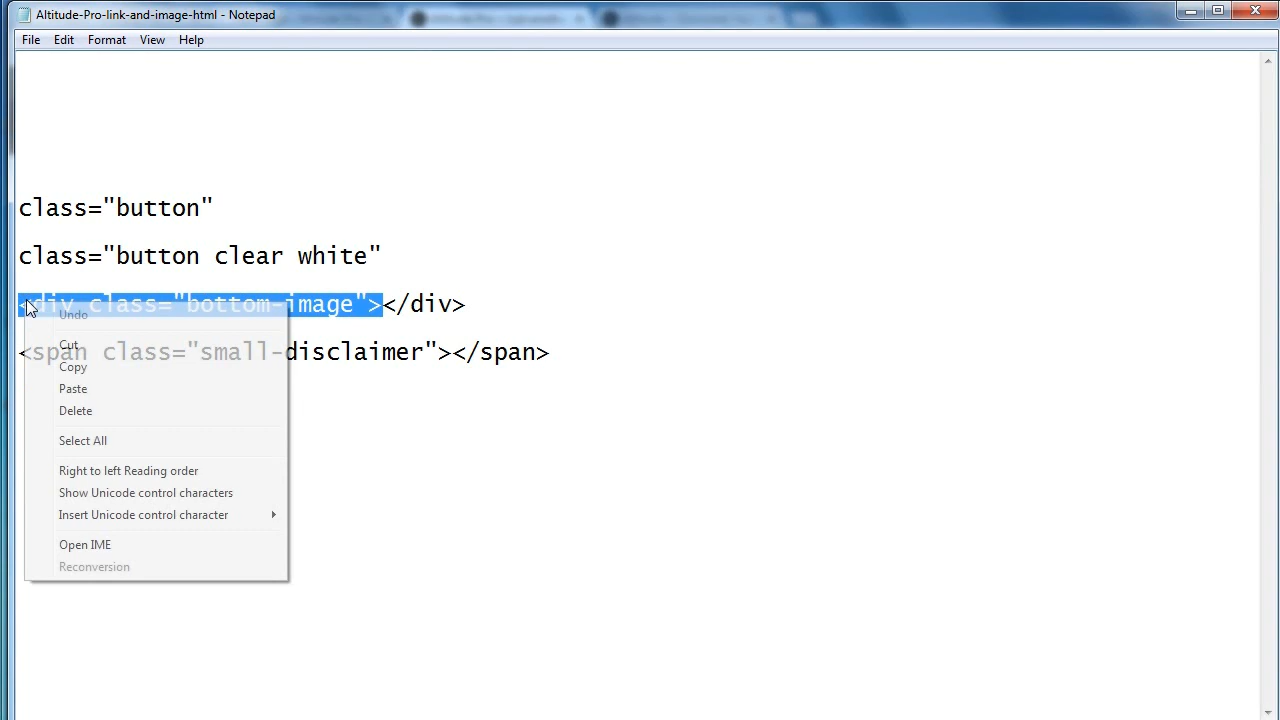 Altitude-Pro-link-and-image-html - Notepad
File Edit Format View Help
class="button"
class="button clear white"
<div class="bottom-image"></div>
<span class="small-disclaimer"></span>
Undo
Cut
Copy
Paste
Delete
Select All
Right to left Reading order
Show Unicode control characters
Insert Unicode control character
Open IME
Reconversion